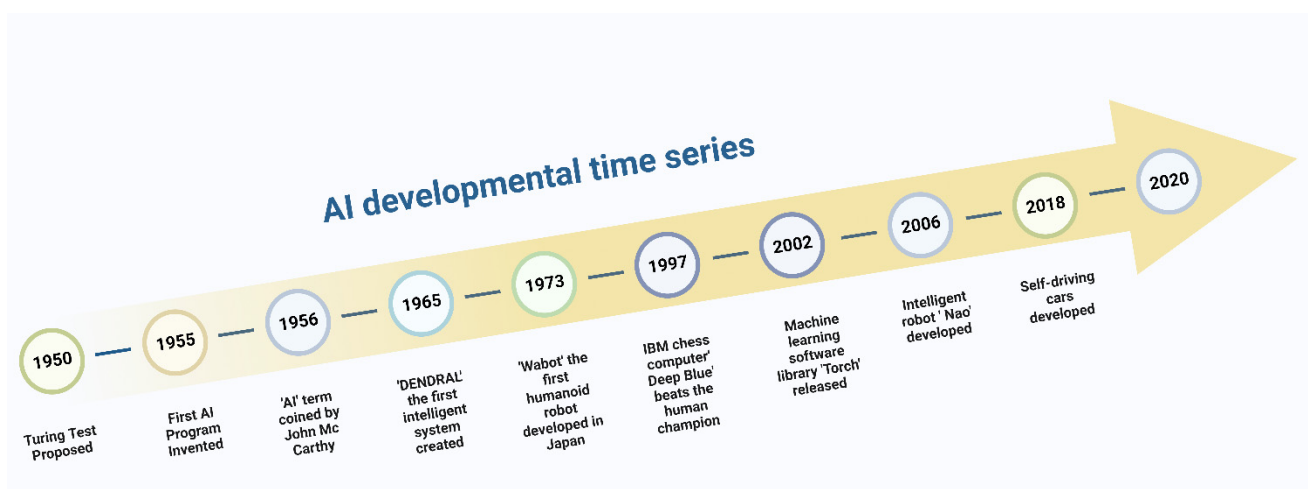 AI developmental time series
1950
Turing Test
Proposed
1955
First AI
Program
Invented
1956
'AI' term
coined by
John Mc
Carthy
1965
'DENDRAL'
the first
intelligent
system
created
1973
'Wabot' the
first
humanoid
robot
developed in
Japan
1997
IBM chess
computer'
Deep Blue'
beats the
human
champion
2002
Machine
learning
software
library 'Torch'
released
2006
Intelligent
robot ' Nao'
developed
2018
Self-driving
cars
developed
2020